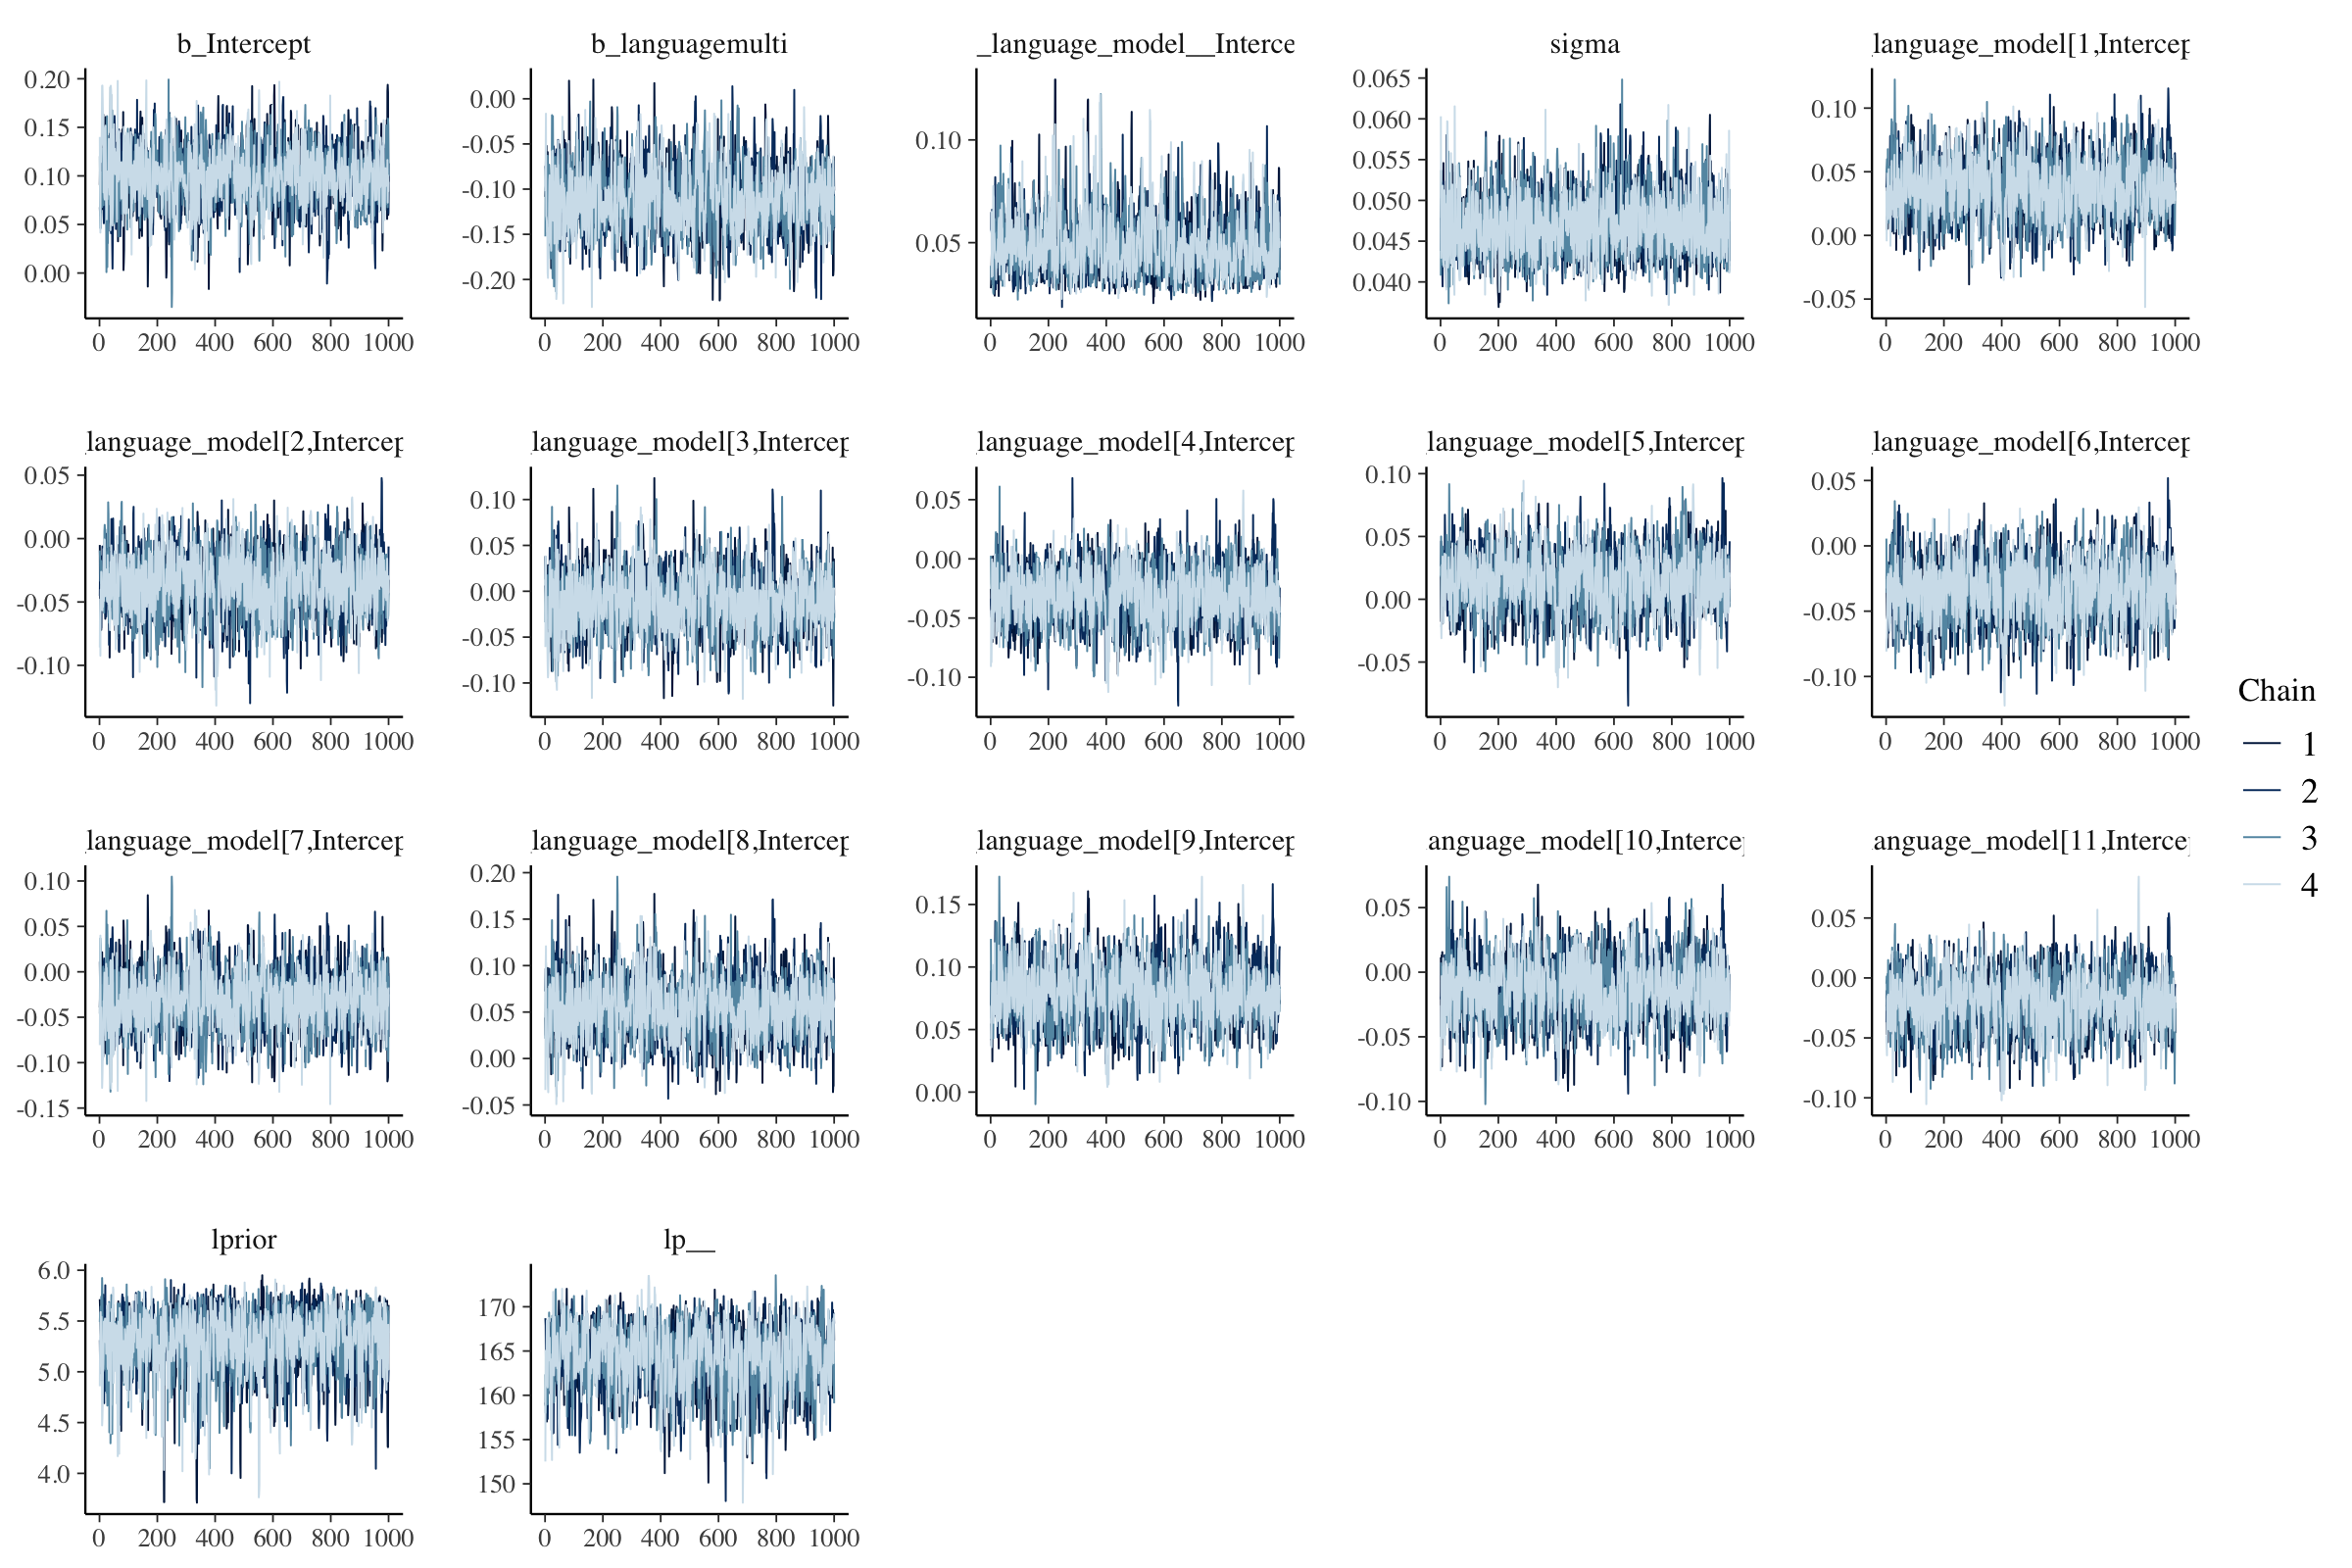 b_Intercept b_languagemulti _language_model__Interce sigma language_model[1,Intercep
0.20 0.15 0.10 0.05 0.00
0.00 -0.05 -0.10 -0.15 -0.20
0.10 0.05
0.065 0.060 0.055 0.050 0.045 0.040
0.10 0.05 0.00 -0.05
0 200 400 600 800 1000 0 200 400 600 800 1000 0 200 400 600 800 1000 0 200 400 600 800 1000 0 200 400 600 800 1000
language_model[2,Intercep language_model[3,Intercep language_model[4,Intercep language_model[5,Intercep language_model[6,Intercep
0.05 0.00 -0.05 -0.10
0.10 0.05 0.00 -0.05 -0.10
0.05 0.00 -0.05 -0.10
0.10 0.05 0.00 -0.05
0.05 0.00 -0.05 -0.10
0 200 400 600 800 1000 0 200 400 600 800 1000 0 200 400 600 800 1000 0 200 400 600 800 1000 0 200 400 600 800 1000
language_model[7,Intercep language_model[8,Intercep language_model[9,Intercep anguage_model[10,Interce anguage_model[11,Interce
0.10 0.05 0.00 -0.05 -0.10 -0.15
0.20 0.15 0.10 0.05 0.00 -0.05
0.15 0.10 0.05 0.00
0.05 0.00 -0.05 -0.10
0.05 0.00 -0.05 -0.10
0 200 400 600 800 1000 0 200 400 600 800 1000 0 200 400 600 800 1000 0 200 400 600 800 1000 0 200 400 600 800 1000
lprior lp__
6.0 5.5 5.0 4.5 4.0
170 165 160 155 150
0 200 400 600 800 1000 0 200 400 600 800 1000
Chain
1
2
3
4